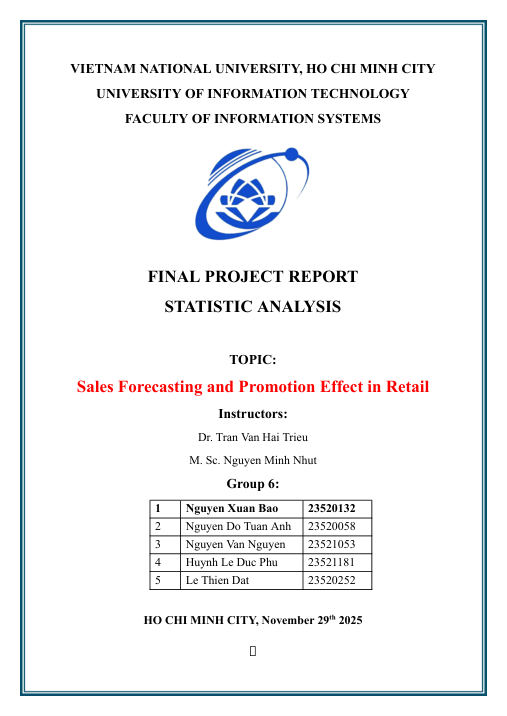 VIETNAM NATIONAL UNIVERSITY, HO CHI MINH CITY
UNIVERSITY OF INFORMATION TECHNOLOGY
FACULTY OF INFORMATION SYSTEMS
FINAL PROJECT REPORT
STATISTIC ANALYSIS
TOPIC:
Sales Forecasting and Promotion Effect in Retail
Instructors:
Dr. Tran Van Hai Trieu
M. Sc. Nguyen Minh Nhut
Group 6:
1 Nguyen Xuan Bao 23520132
2 Nguyen Do Tuan Anh 23520058
3 Nguyen Van Nguyen 23521053
4 Huynh Le Duc Phu 23521181
5 Le Thien Dat 23520252
HO CHI MINH CITY, November 29th 2025